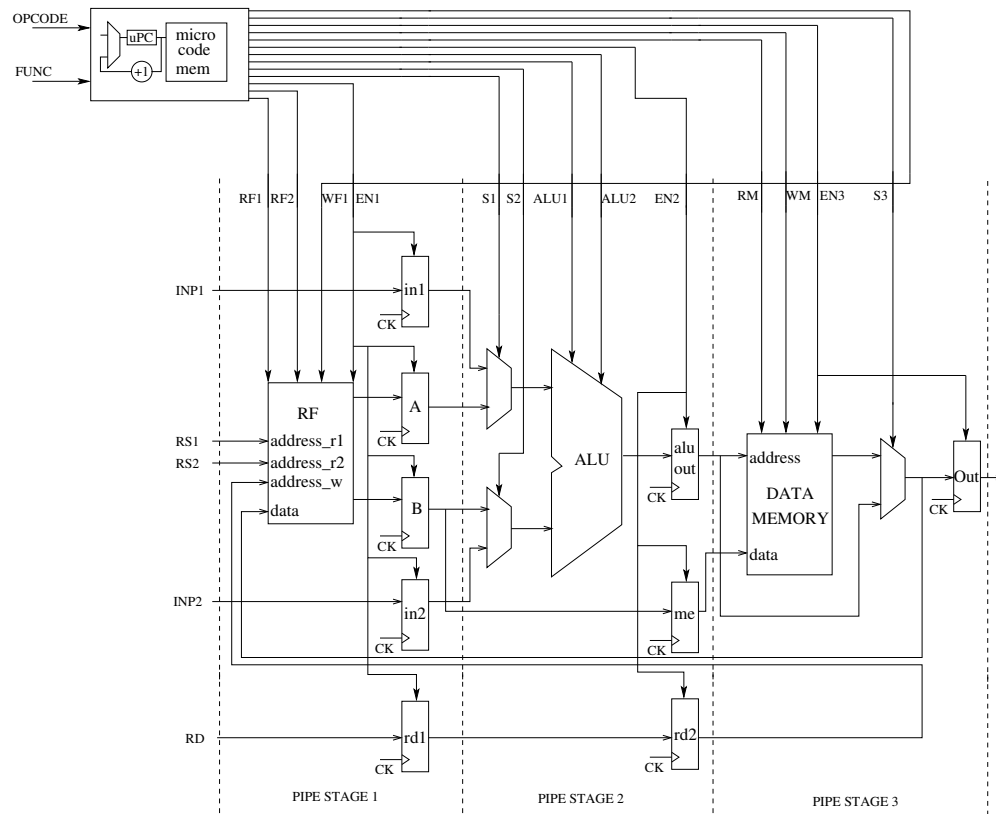 OPCODE
FUNC
uPC
+1
micro
code
mem
RF1
RF2
WF1
EN1
S1
S2
ALU1
ALU2
EN2
RM
WM
EN3
S3
INP1
in1
CK
RF
A
CK
RS1
address_r1
RS2
address_r2
address_w
data
B
CK
ALU
alu
out
CK
address
DATA
MEMORY
data
Out
CK
INP2
in2
CK
me
CK
RD
rd1
CK
rd2
CK
PIPE STAGE 1
PIPE STAGE 2
PIPE STAGE 3